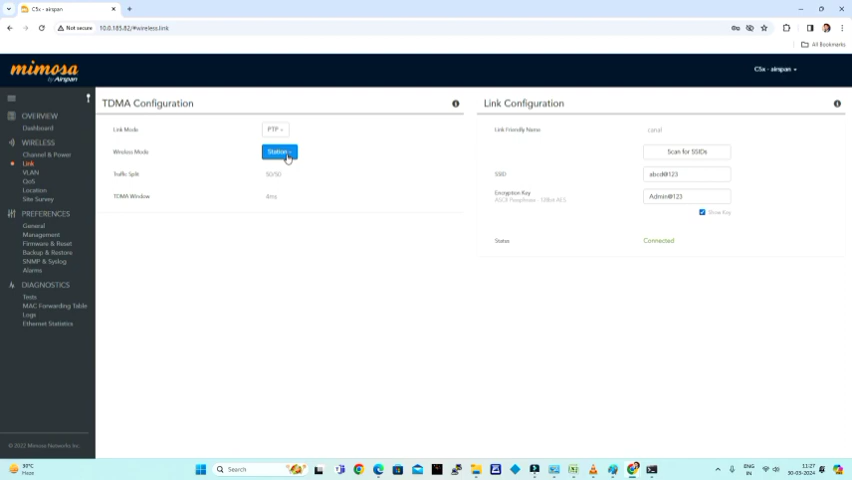 C5x - airspan
Not secure 10.0.185.82/#wireless.link
All Bookmarks
mimosa
by Airspan
C5x - airspan
OVERVIEW
Dashboard
WIRELESS
Channel & Power
Link
VLAN
QoS
Location
Site Survey
PREFERENCES
General
Management
Firmware & Reset
Backup & Restore
SNMP & Syslog
Alarms
DIAGNOSTICS
Tests
MAC Forwarding Table
Logs
Ethernet Statistics
© 2022 Mimosa Networks Inc.
TDMA Configuration
Link Mode PTP
Wireless Mode Station
Traffic Split 50/50
TDMA Window 4ms
Link Configuration
Link Friendly Name canal
Scan for SSIDs
SSID abcd@123
Encryption Key Admin@123
ASCII Passphrase - 128bit AES
Show Key
Status Connected
30°C
Haze
Search
ENG
IN
11:27
30-03-2024